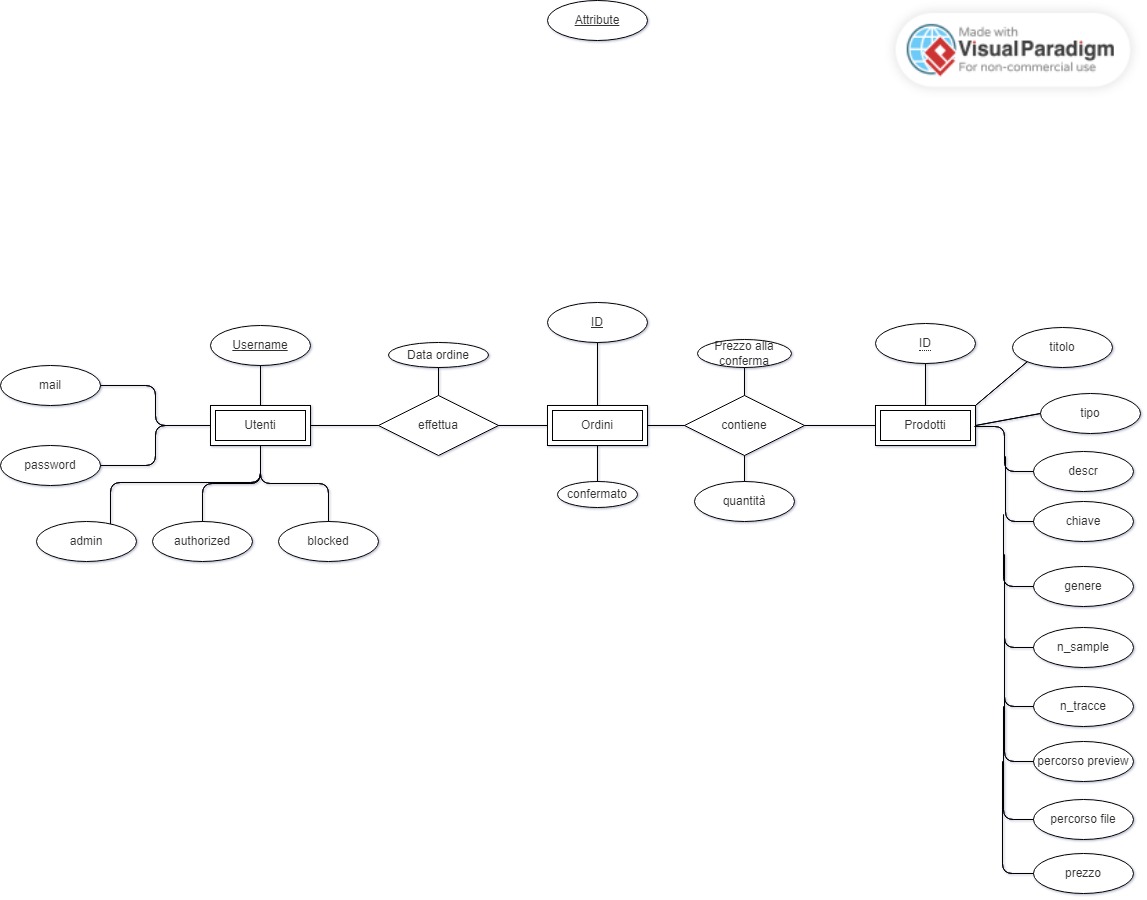 Attribute
Made with
VisualParadigm
For non-commercial use
ID
Username
Data ordine
Prezzo alla
conferma
ID
titolo
mail
tipo
Utenti
effettua
Ordini
contiene
Prodotti
password
confermato
quantità
descr
chiave
admin
authorized
blocked
genere
n_sample
n_tracce
percorso preview
percorso file
prezzo